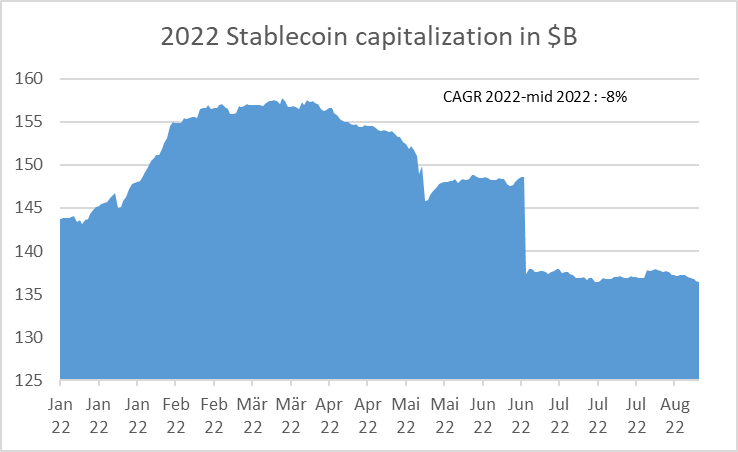 2022 Stablecoin capitalization in $B
CAGR 2022-mid 2022 : -8%
160
155
150
145
140
135
130
125
Jan Jan Jan Feb Feb Mär Mär Apr Apr Mai Mai Jun Jun Jul Jul Jul Aug
22 22 22 22 22 22 22 22 22 22 22 22 22 22 22 22 22